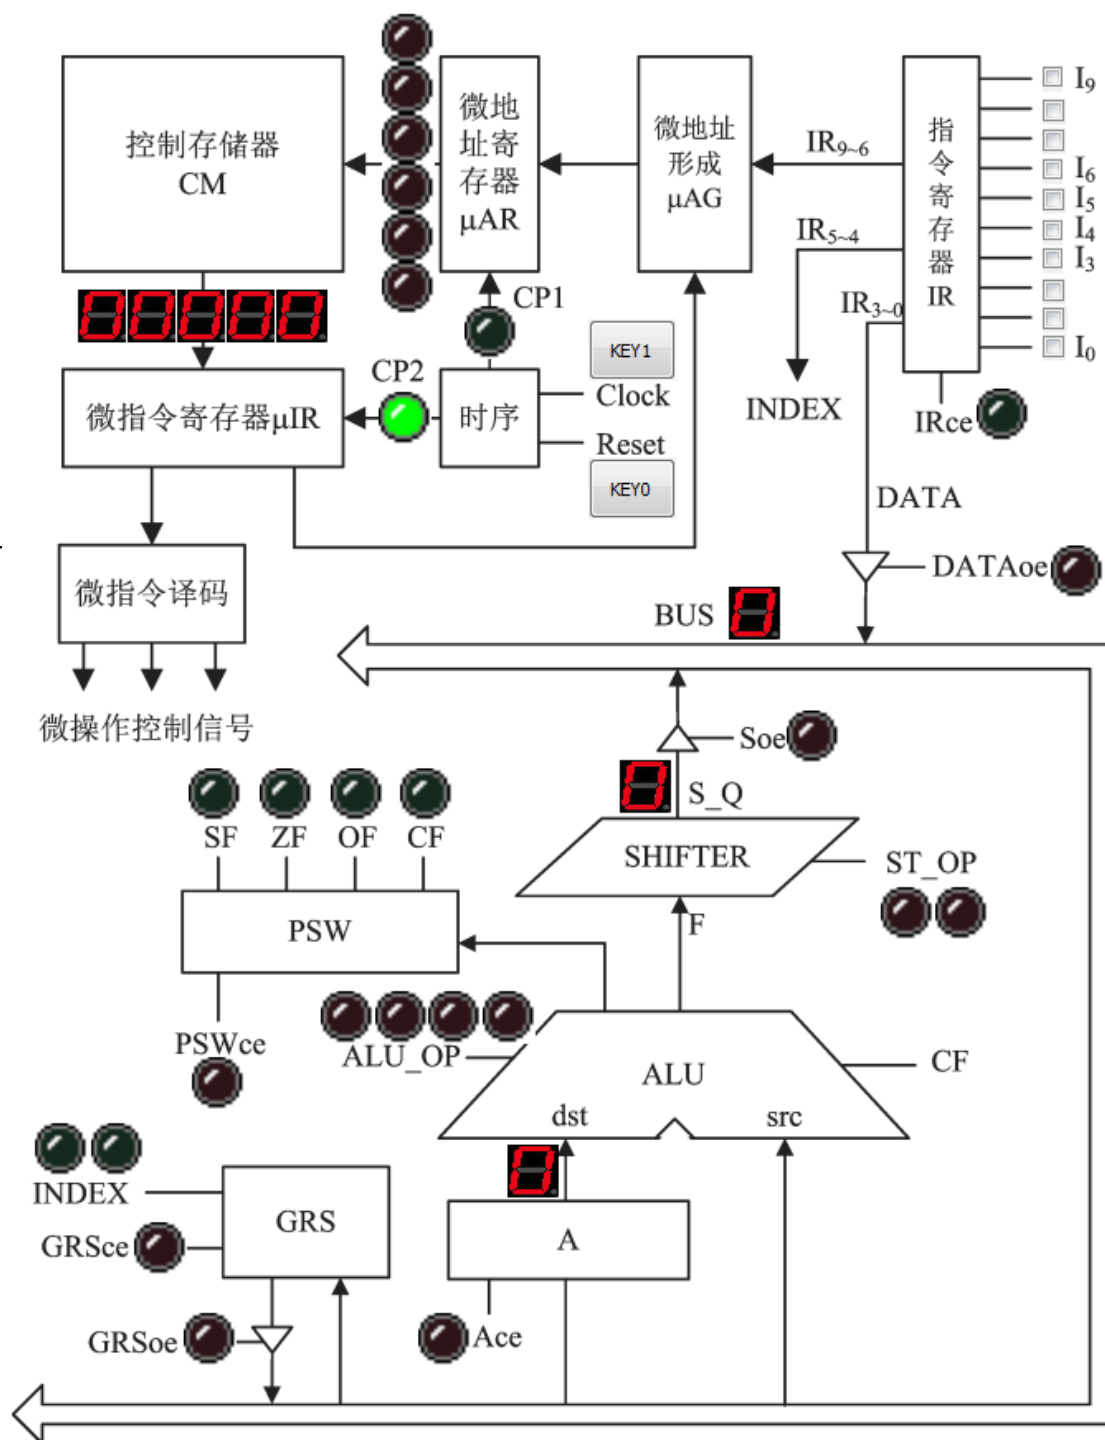 控制存储器
CM
微地
址寄
存器
μAR
微地址
形成
μAG
IR9~6
指
令
寄
存
器
IR
I9
I6
I5
I4
I3
I0
IR5~4
IR3~0
CP1
KEY1
Clock
CP2
00000
微指令寄存器μIR
时序
Reset
KEY0
INDEX
IRce
DATA
微指令译码
DATAoe
BUS 0
微操作控制信号
Soe
0 S_Q
SF ZF OF CF
SHIFTER
ST_OP
PSW
F
PSWce
ALU_OP
ALU
CF
dst src
0
INDEX
GRS
GRSce
A
GRSoe
Ace